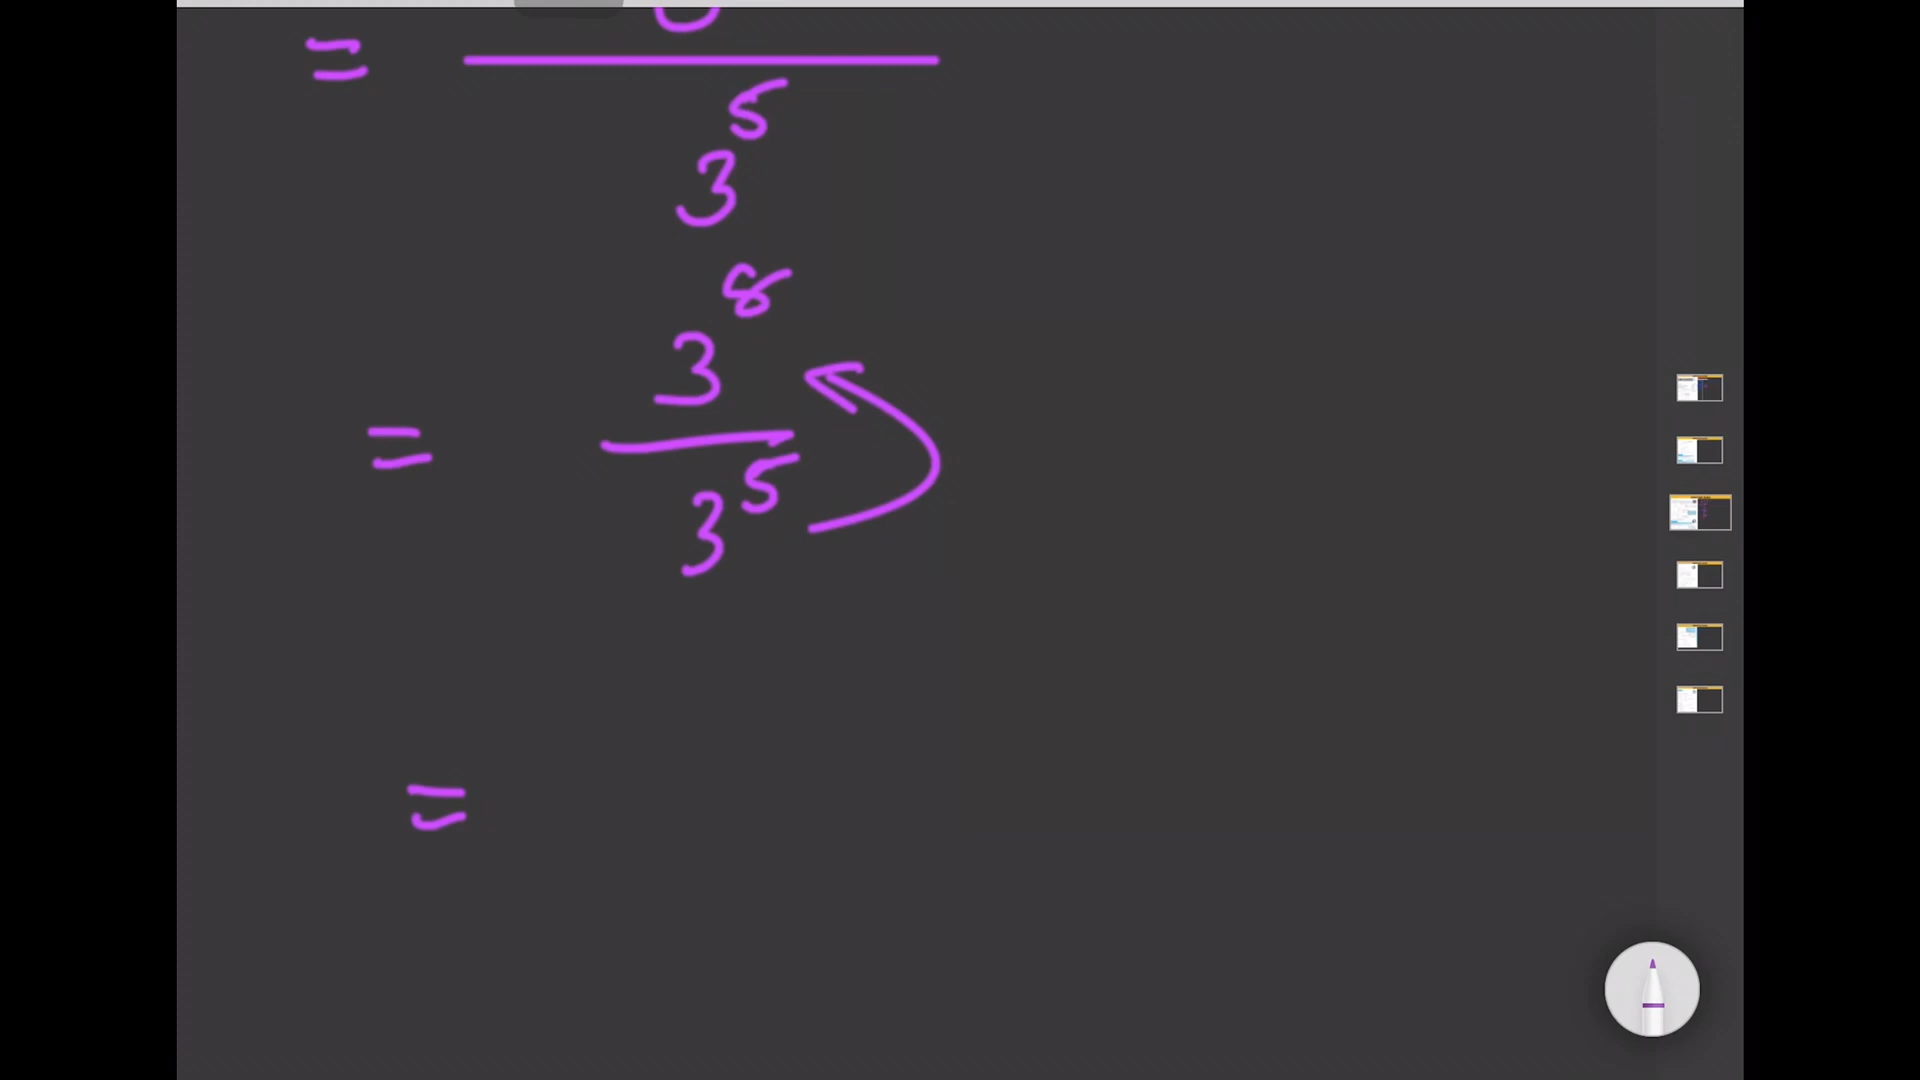 =
3^5
= 3^8 / 3^5
=